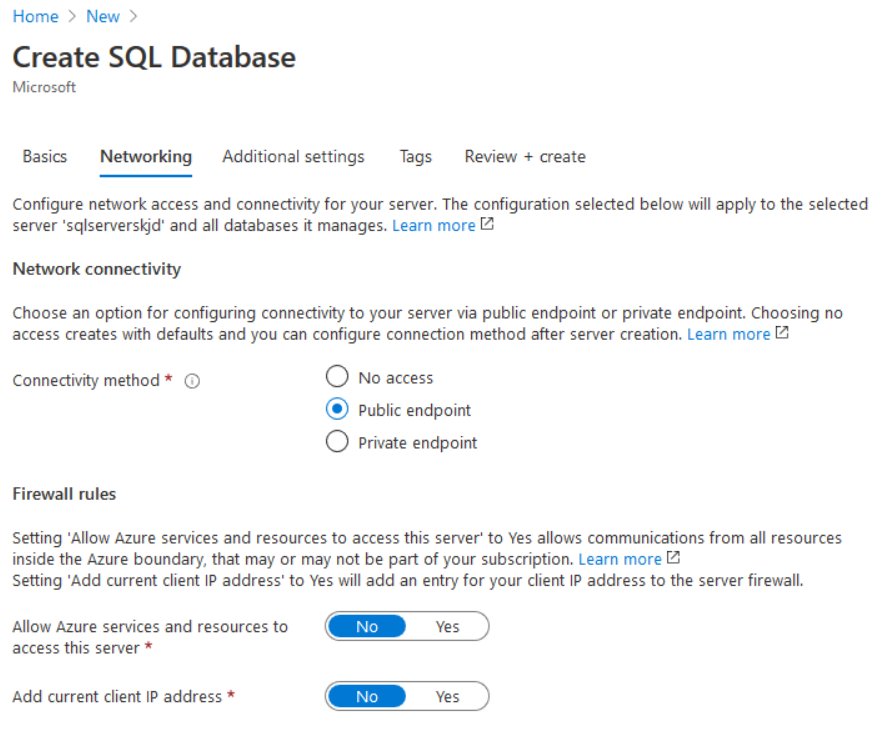 Home > New >
Create SQL Database
Microsoft
Basics Networking Additional settings Tags Review + create
Configure network access and connectivity for your server. The configuration selected below will apply to the selected
server 'sqlserverskjd' and all databases it manages. Learn more
Network connectivity
Choose an option for configuring connectivity to your server via public endpoint or private endpoint. Choosing no
access creates with defaults and you can configure connection method after server creation. Learn more
Connectivity method *
No access
Public endpoint
Private endpoint
Firewall rules
Setting 'Allow Azure services and resources to access this server' to Yes allows communications from all resources
inside the Azure boundary, that may or may not be part of your subscription. Learn more
Setting 'Add current client IP address' to Yes will add an entry for your client IP address to the server firewall.
Allow Azure services and resources to
access this server *
No Yes
Add current client IP address * No Yes